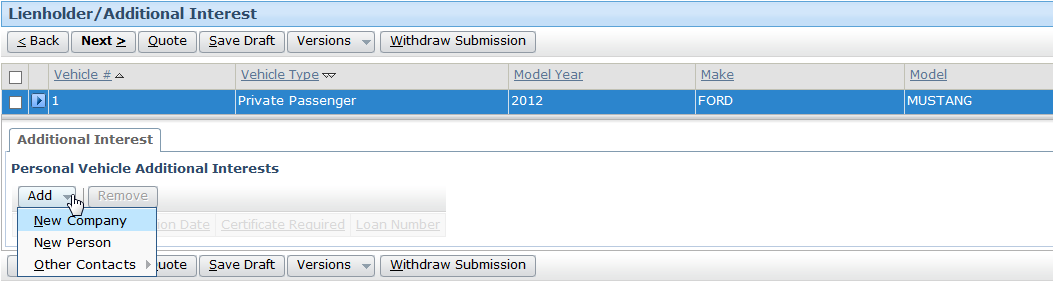 Lienholder/Additional Interest
< Back Next > Quote Save Draft Versions Withdraw Submission
Vehicle # Vehicle Type Model Year Make Model
1 Private Passenger 2012 FORD MUSTANG
Additional Interest
Personal Vehicle Additional Interests
Add Remove
New Company
Date Certificate Required Loan Number
New Person
Other Contacts
Quote Save Draft Versions Withdraw Submission